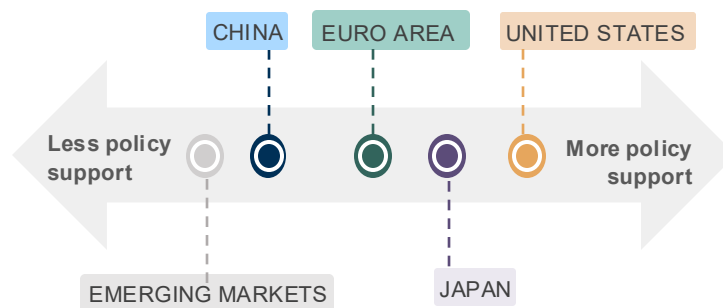 CHINA
EURO AREA
UNITED STATES
Less policy
support
More policy
support
EMERGING MARKETS
JAPAN